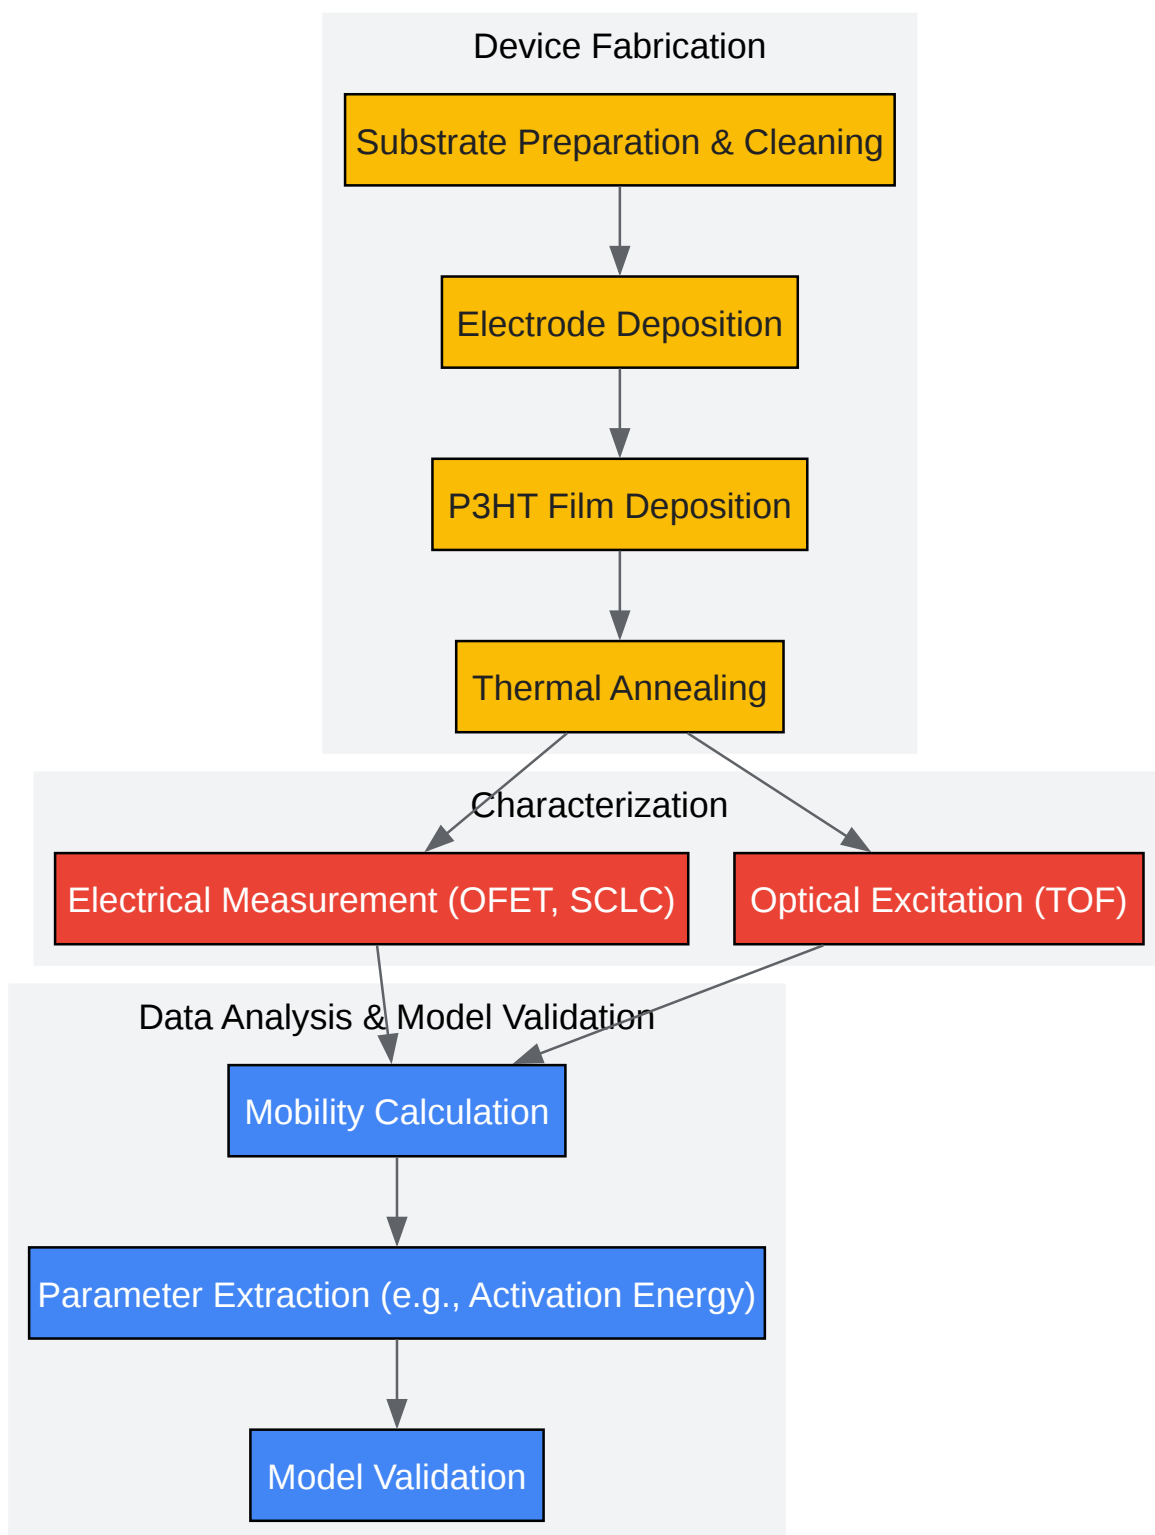 Device Fabrication
Substrate Preparation & Cleaning
Electrode Deposition
P3HT Film Deposition
Thermal Annealing
Characterization
Electrical Measurement (OFET, SCLC)
Optical Excitation (TOF)
Data Analysis & Model Validation
Mobility Calculation
Parameter Extraction (e.g., Activation Energy)
Model Validation